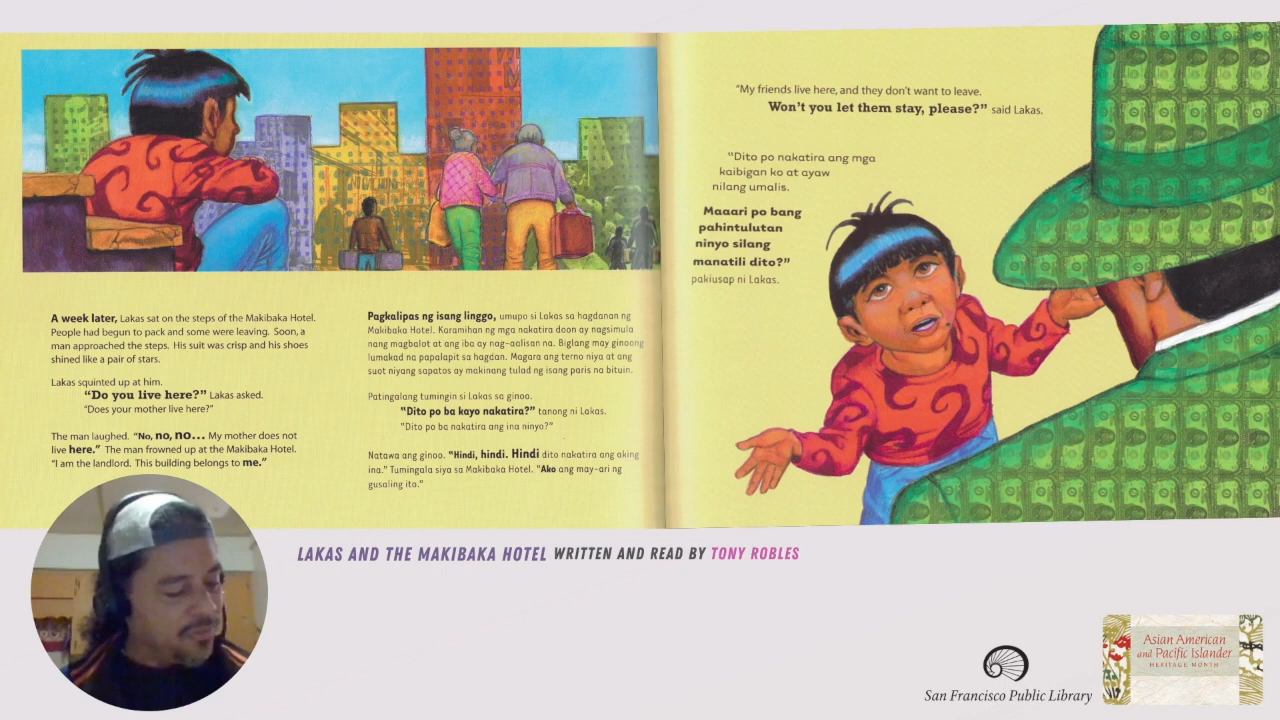 A week later, Lakas sat on the steps of the Makibaka Hotel.
People had begun to pack and some were leaving. Soon, a
man approached the steps. His suit was crisp and his shoes
shined like a pair of stars.
Lakas squinted up at him.
"Do you live here?" Lakas asked.
"Does your mother live here?"
The man laughed. "No, no, no... My mother does not
live here." The man frowned up at the Makibaka Hotel.
"I am the landlord. This building belongs to me."
Pagkalipas ng isang linggo, umupo si Lakas sa hagdanan ng
Makibaka Hotel. Karamihan ng mga nakatira doon ay nagsimula
nang magbalot at ang iba ay nag-aalisan na. Biglang may ginoong
lumakad na papalapit sa hagdan. Magara ang terno niya at ang
suot niyang sapatos ay makinang tulad ng isang paris na bituin.
Patingalang tumingin si Lakas sa ginoo.
"Dito po ba kayo nakatira?" tanong ni Lakas.
"Dito po ba nakatira ang ina ninyo?"
Natawa ang ginoo. "Hindi, hindi. Hindi dito nakatira ang aking
ina." Tumingala siya sa Makibaka Hotel. "Ako ang may-ari ng
gusaling ito."
"My friends live here, and they don't want to leave.
Won't you let them stay, please?" said Lakas.
"Dito po nakatira ang mga
kaibigan ko at ayaw
nilang umalis.
Maaari po bang
pahintulutan
ninyo silang
manatili dito?"
pakiusap ni Lakas.
LAKAS AND THE MAKIBAKA HOTEL WRITTEN AND READ BY TONY ROBLES
San Francisco Public Library
Asian American
and Pacific Islander
HERITAGE MONTH